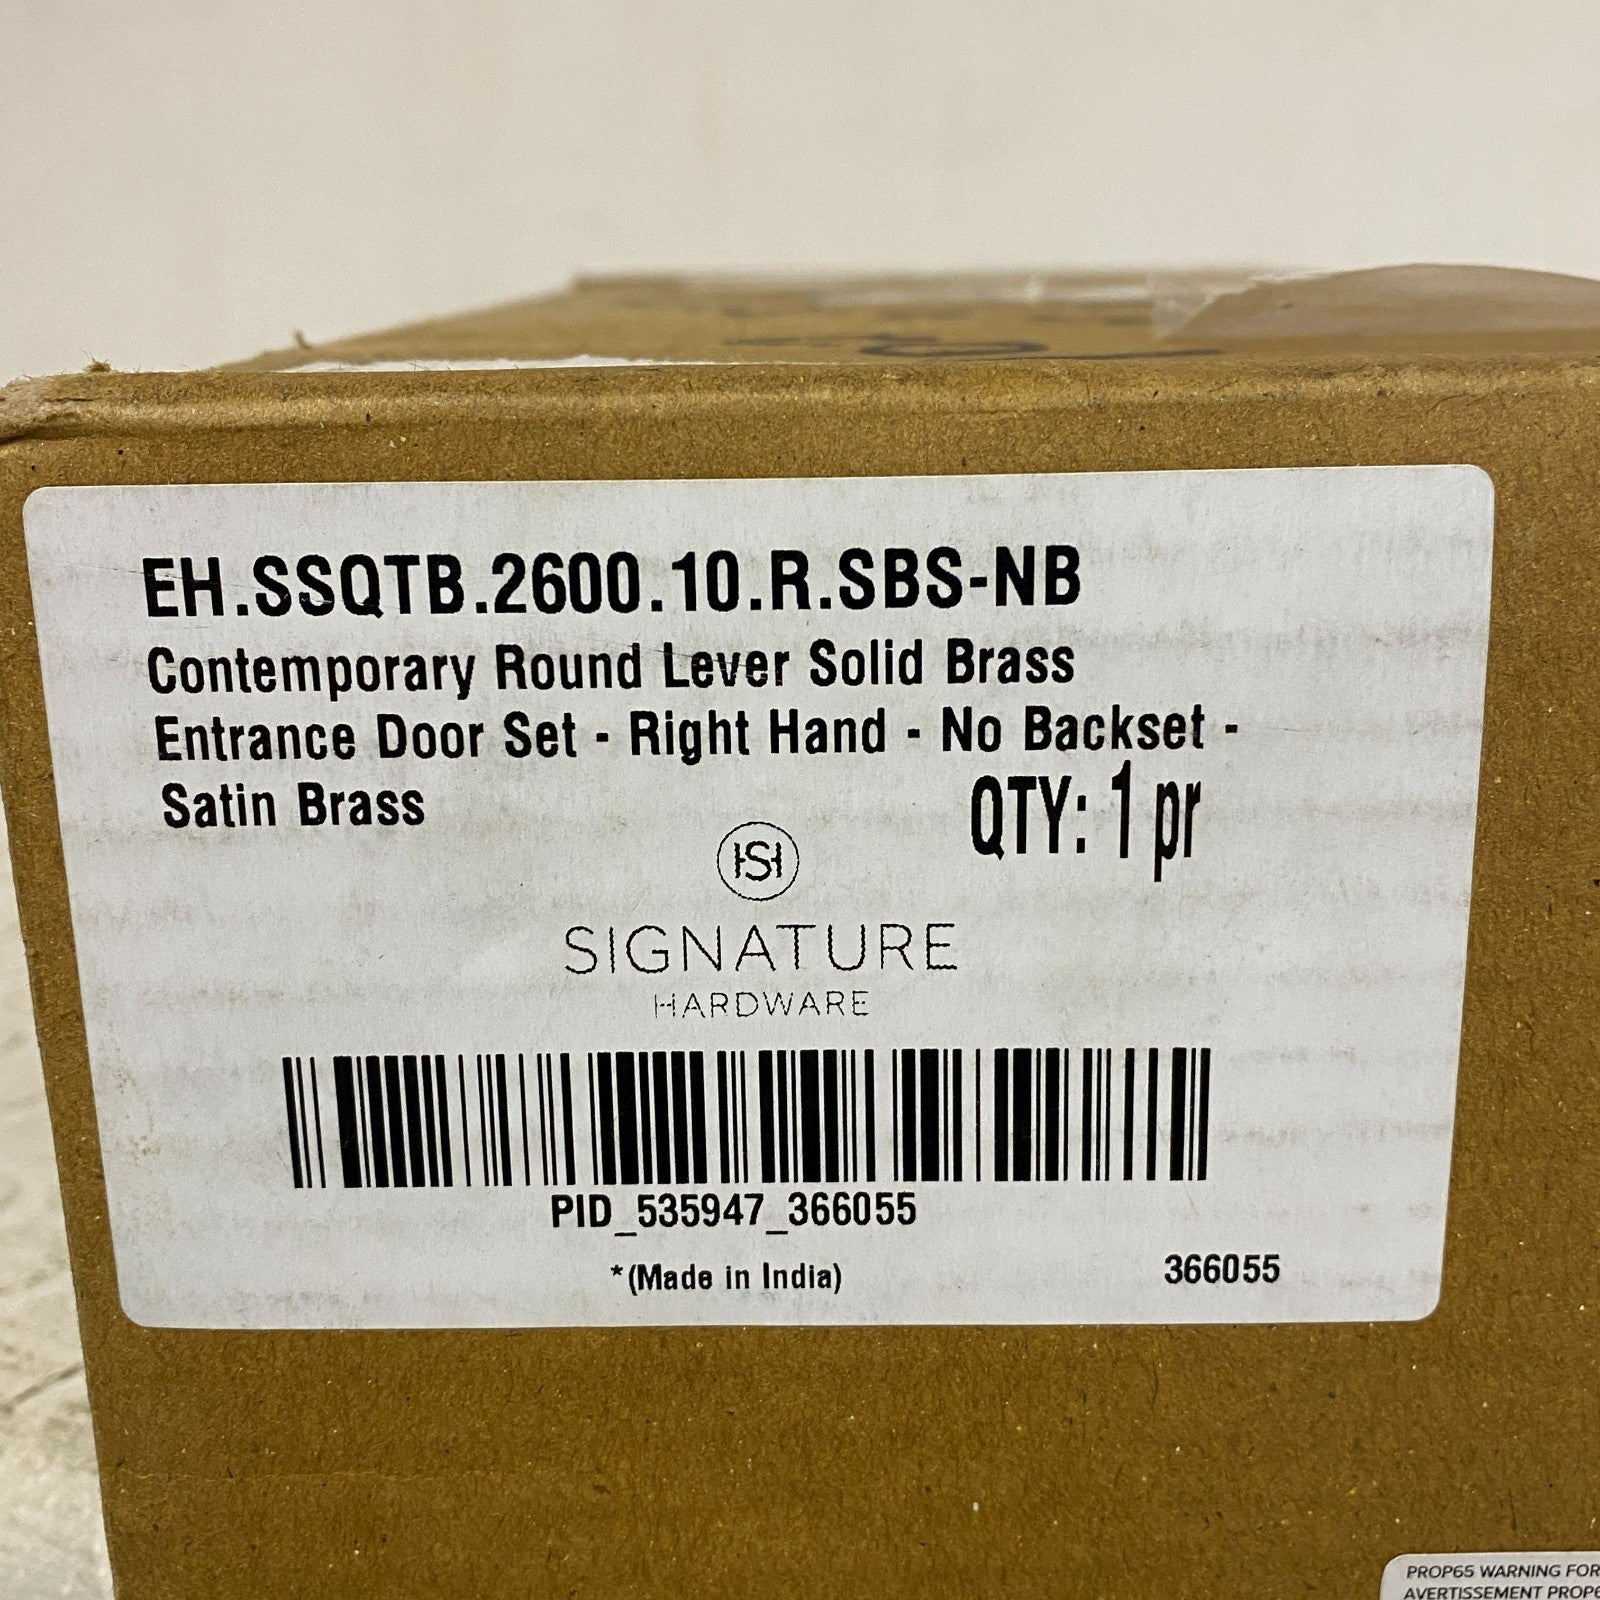 EH.SSQTB.2600.10.R.SBS-NB
Contemporary Round Lever Solid Brass
Entrance Door Set - Right Hand - No Backset -
Satin Brass
QTY: 1 pr
HSH
SIGNATURE
HARDWARE
PID_535947_366055
*(Made in India)
366055
PROP65 WARNING FOR
AVERTISSEMENT PROP6